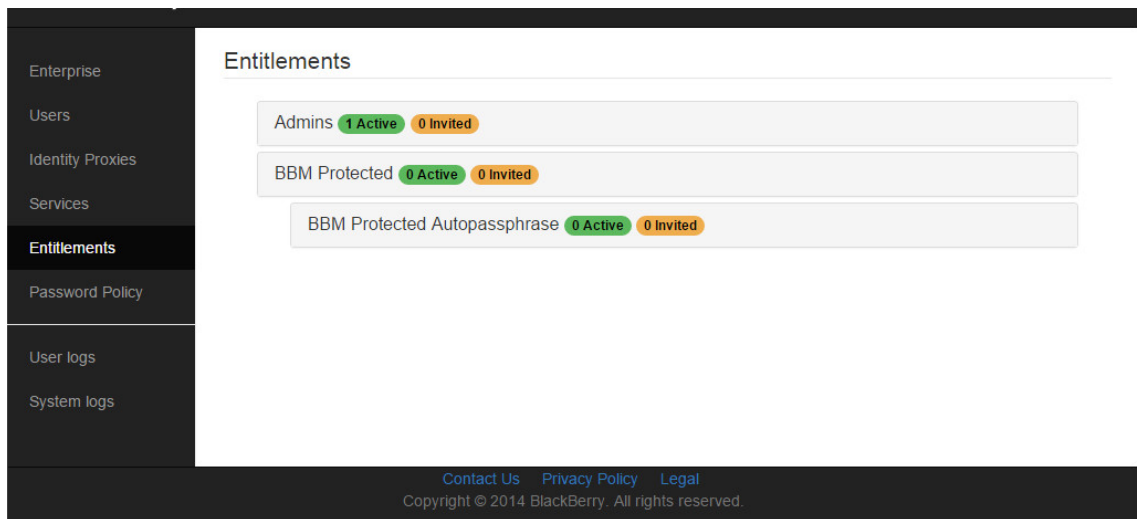 Enterprise
Users
Identity Proxies
Services
Entitlements
Password Policy
User logs
System logs
Entitlements
Admins 1 Active 0 Invited
BBM Protected 0 Active 0 Invited
BBM Protected Autopassphrase 0 Active 0 Invited
Contact Us Privacy Policy Legal
Copyright © 2014 BlackBerry. All rights reserved.